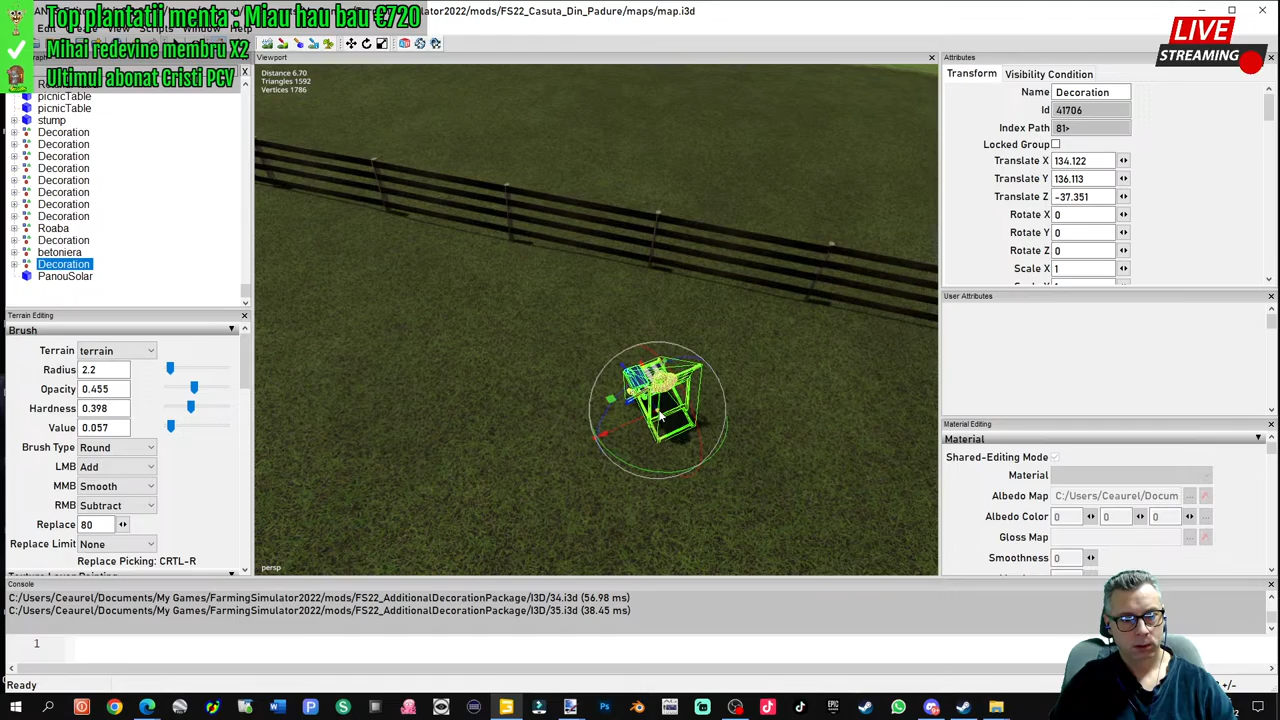 Top plantatii menta : Miau hau bau €720
Mihai redevine membru X2
Ultimul abonat Cristi PCV
Simulator2022/mods/FS22_Casuta_Din_Padure/maps/map.i3d
LIVE
STREAMING
Window
Viewport
Attributes
Distance 6.70
Triangles 1592
Vertices 1786
Transform
Visibility Condition
Name Decoration
Id 41706
Index Path 81>
Locked Group
Translate X 134.122
Translate Y 136.113
Translate Z -37.351
Rotate X 0
Rotate Y 0
Rotate Z 0
Scale X 1
picnicTable
picnicTable
stump
Decoration
Decoration
Decoration
Decoration
Decoration
Decoration
Decoration
Decoration
Roaba
Decoration
betoniera
Decoration
PanouSolar
User Attributes
Terrain Editing
Brush
Terrain terrain
Radius 2.2
Opacity 0.455
Hardness 0.398
Value 0.057
Brush Type Round
LMB Add
MMB Smooth
RMB Subtract
Replace 80
Replace Limit None
Replace Picking: CRTL-R
Texture Layer Painting
persp
Material Editing
Material
Shared-Editing Mode
Material
Albedo Map C:/Users/Ceaurel/Docum ...
Albedo Color 0 0 0 ...
Gloss Map ...
Smoothness 0
Console
C:/Users/Ceaurel/Documents/My Games/FarmingSimulator2022/mods/FS22_AdditionalDecorationPackage/I3D/34.i3d (56.98 ms)
C:/Users/Ceaurel/Documents/My Games/FarmingSimulator2022/mods/FS22_AdditionalDecorationPackage/I3D/35.i3d (38.45 ms)
1
Ready
+/-